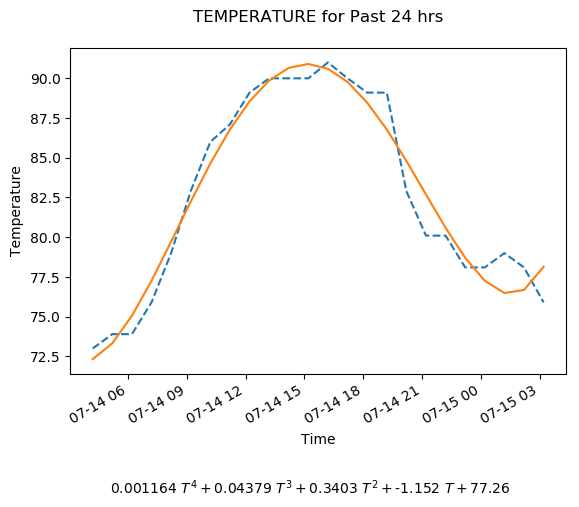 TEMPERATURE for Past 24 hrs
90.0
87.5
85.0
82.5
80.0
77.5
75.0
72.5
Temperature
07-14 06 07-14 09 07-14 12 07-14 15 07-14 18 07-14 21 07-15 00 07-15 03
Time
0.001164 T⁴ + 0.04379 T³ + 0.3403 T² + -1.152 T + 77.26